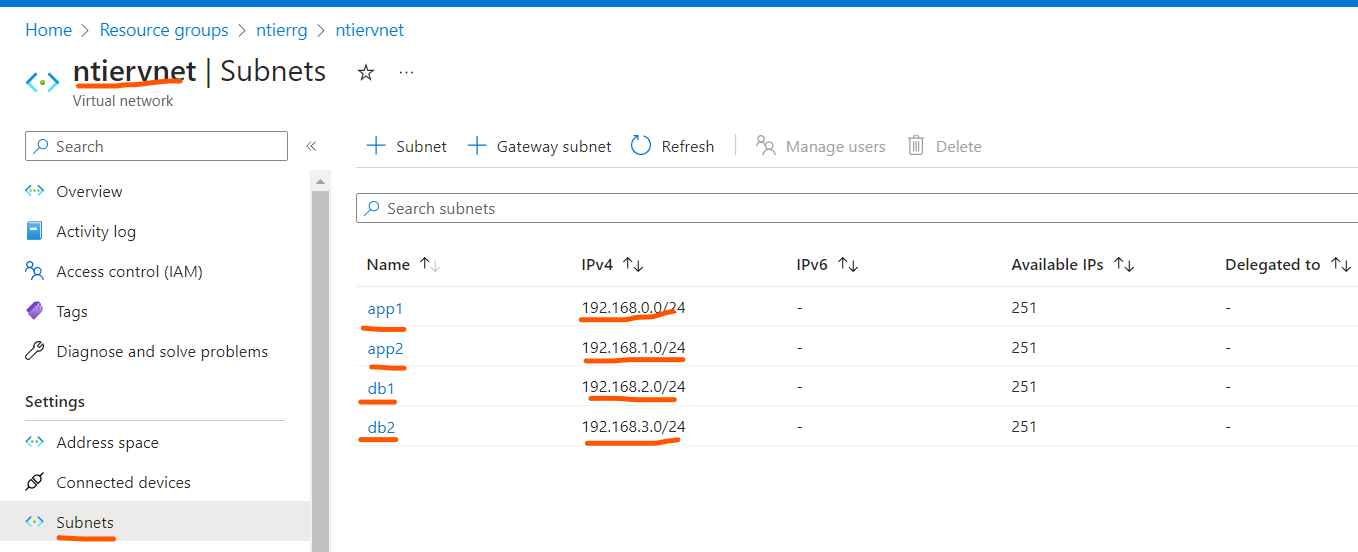 Home > Resource groups > ntierrg > ntiervnet
ntiervnet | Subnets ☆ ...
Virtual network
Search «
+ Subnet + Gateway subnet Refresh | Manage users Delete
Search subnets
Overview
Activity log
Access control (IAM)
Tags
Diagnose and solve problems
Settings
Address space
Connected devices
Subnets
Name ↑↓ IPv4 ↑↓ IPv6 ↑↓ Available IPs ↑↓ Delegated to ↑↓
app1 192.168.0.0/24 - 251 -
app2 192.168.1.0/24 - 251 -
db1 192.168.2.0/24 - 251 -
db2 192.168.3.0/24 - 251 -